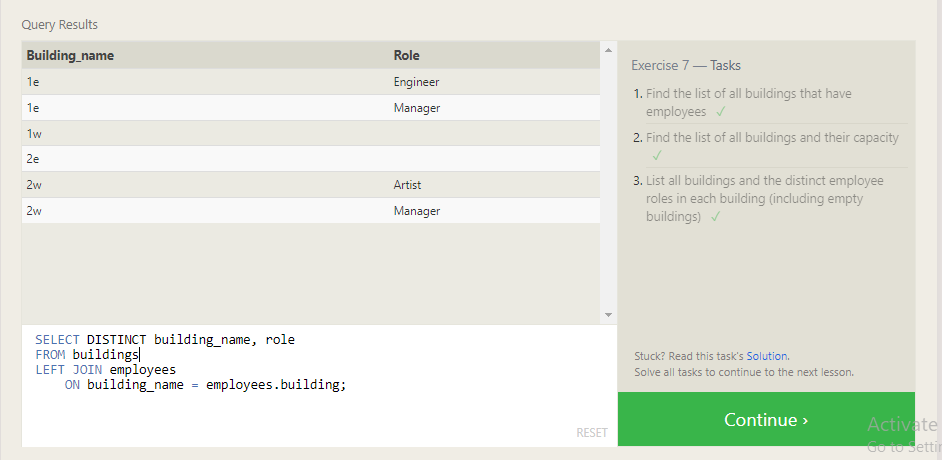 Query Results
Building_name Role
1e Engineer
1e Manager
1w
2e
2w Artist
2w Manager
SELECT DISTINCT building_name, role
FROM buildings
LEFT JOIN employees
ON building_name = employees.building;
RESET
Exercise 7 — Tasks
1. Find the list of all buildings that have
employees ✓
2. Find the list of all buildings and their capacity
✓
3. List all buildings and the distinct employee
roles in each building (including empty
buildings) ✓
Stuck? Read this task's Solution.
Solve all tasks to continue to the next lesson.
Continue ›
Activate
Go to Settin